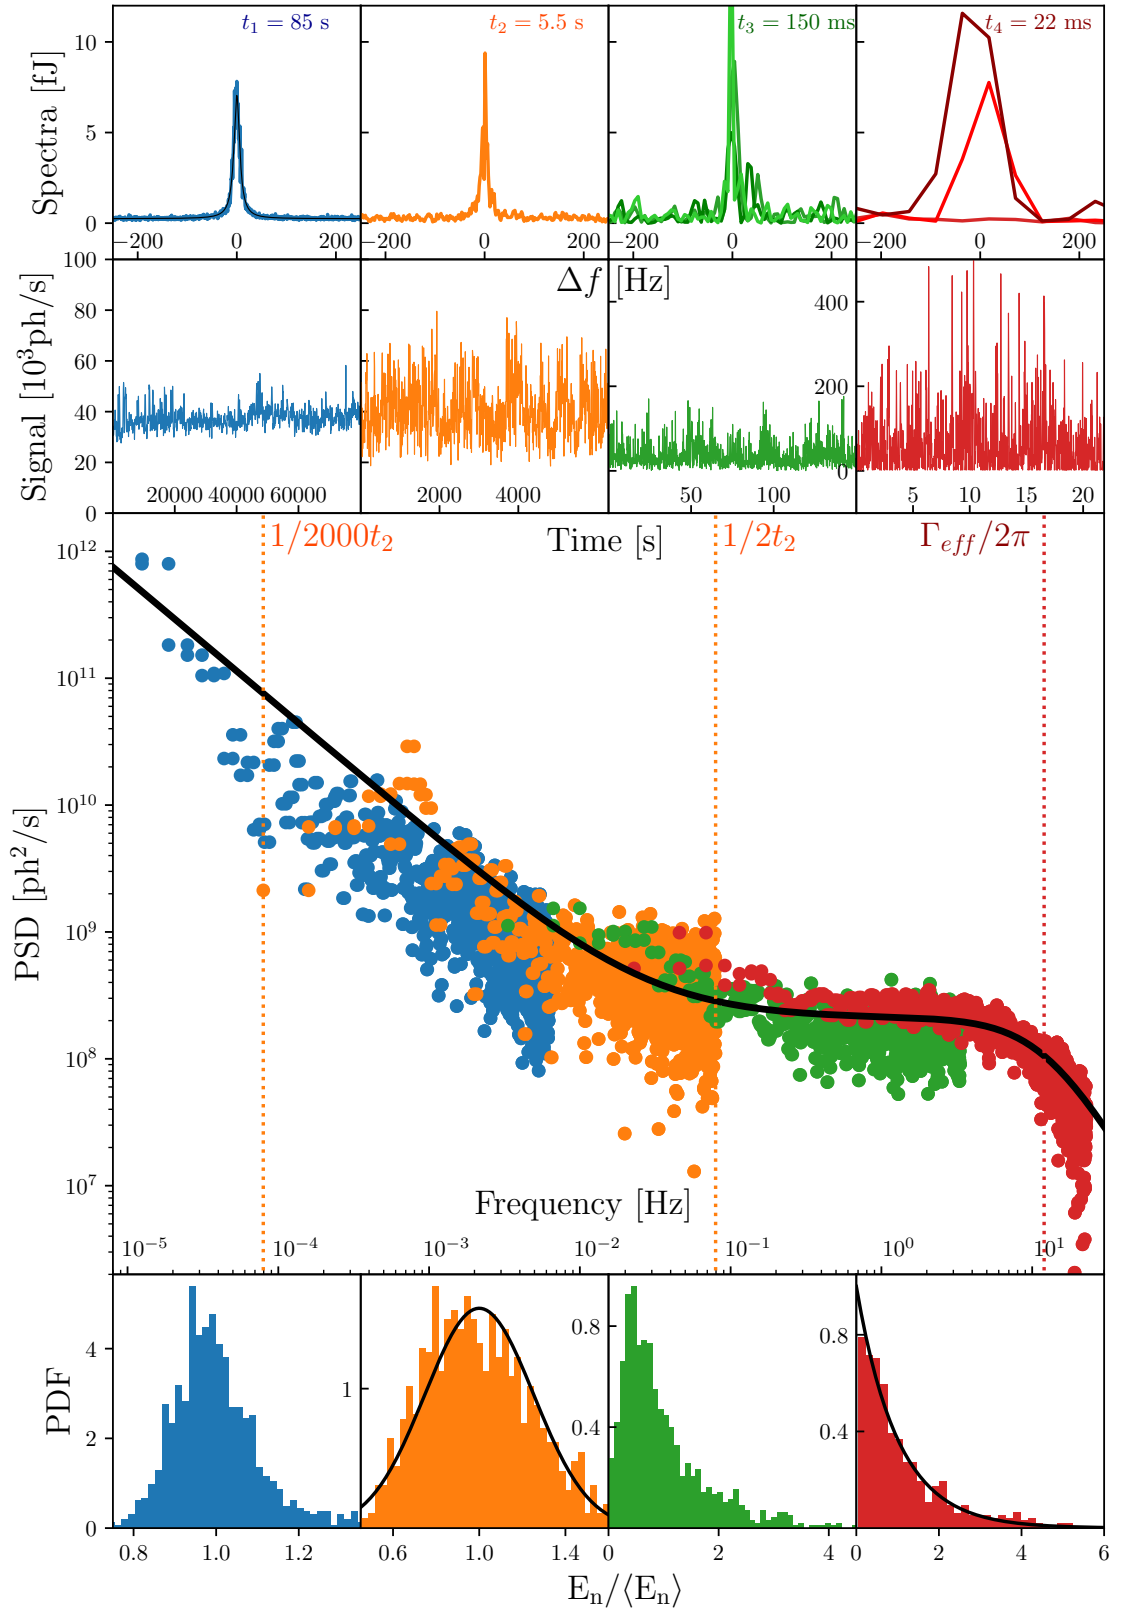 t₁ = 85 s
t₂ = 5.5 s
t₃ = 150 ms
t₄ = 22 ms
Spectra [fJ]
10
5
0
−200 0 200
−200 0 200
−200 0 200
−200 0 200
Δf [Hz]
Signal [10³ph/s]
100
80
60
40
20
0
400
200
0
20000 40000 60000
2000 4000
50 100
5 10 15 20
Time [s]
1/2000t₂
1/2t₂
Γ_eff/2π
PSD [ph²/s]
10¹²
10¹¹
10¹⁰
10⁹
10⁸
10⁷
Frequency [Hz]
10⁻⁵ 10⁻⁴ 10⁻³ 10⁻² 10⁻¹ 10⁰ 10¹
PDF
4
2
0
1
0.8
0.4
0.8
0.4
0.8 1.0 1.2
0.6 1.0 1.4
0 2 4
0 2 4 6
Eₙ/⟨Eₙ⟩